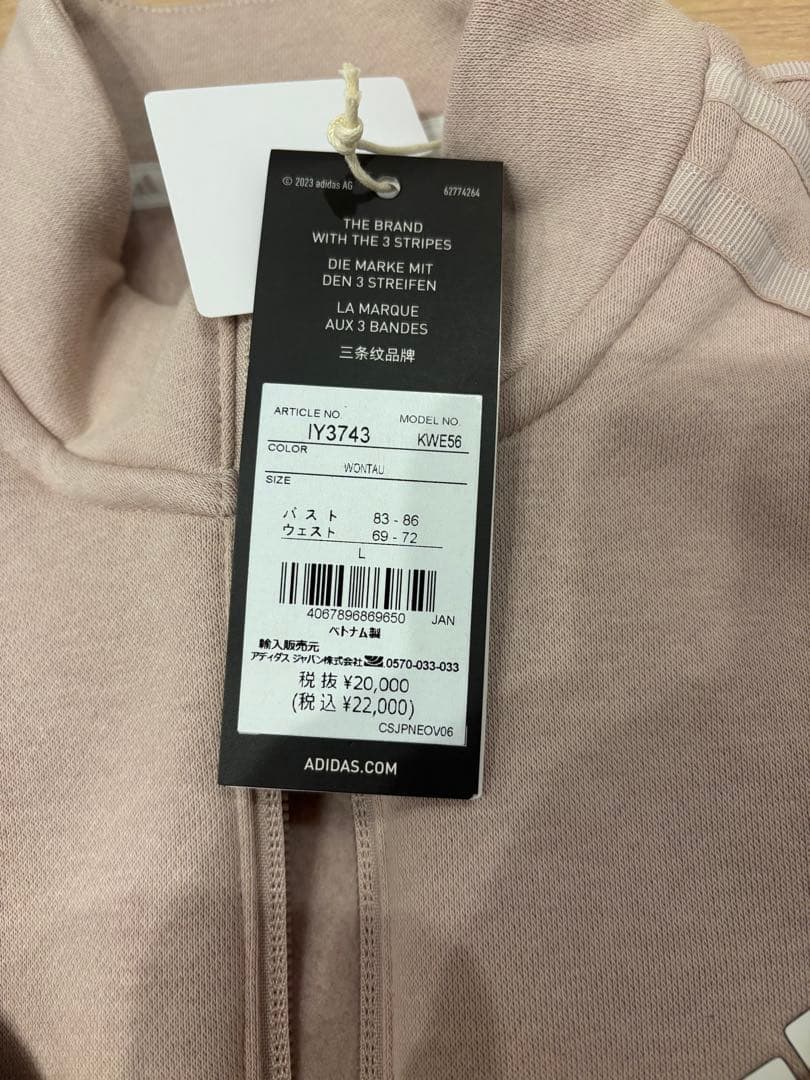 © 2023 adidas AG
62774264
THE BRAND
WITH THE 3 STRIPES
DIE MARKE MIT
DEN 3 STREIFEN
LA MARQUE
AUX 3 BANDES
三条纹品牌
ARTICLE NO. MODEL NO.
IY3743 KWE56
COLOR
WONTAU
SIZE
バスト 83 - 86
ウェスト 69 - 72
L
4067896869650 JAN
ベトナム製
輸入販売元
アディダス ジャパン株式会社 0570-033-033
税抜 ¥20,000
(税込 ¥22,000)
CSJPNEOV06
ADIDAS.COM